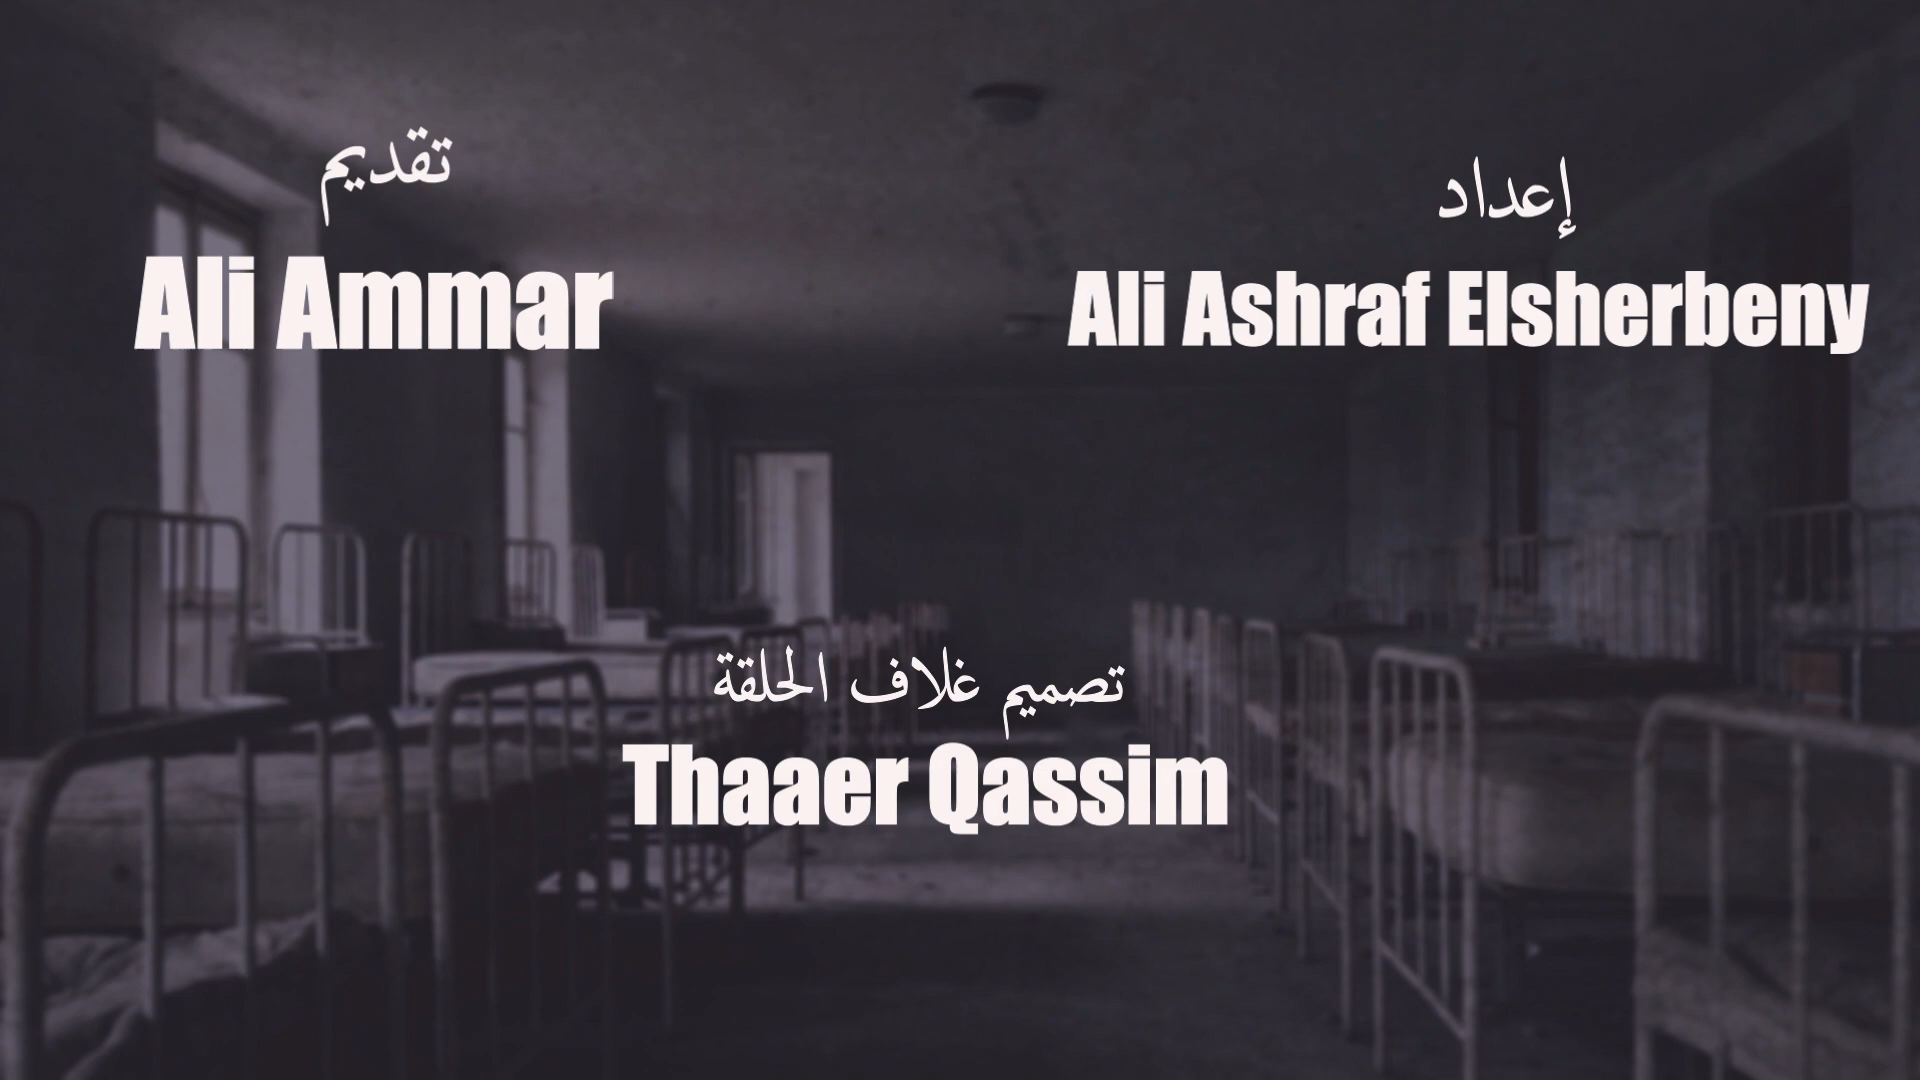 تقديم
Ali Ammar
إعداد
Ali Ashraf Elsherbeny
تصميم غلاف الحلقة
Thaaer Qassim